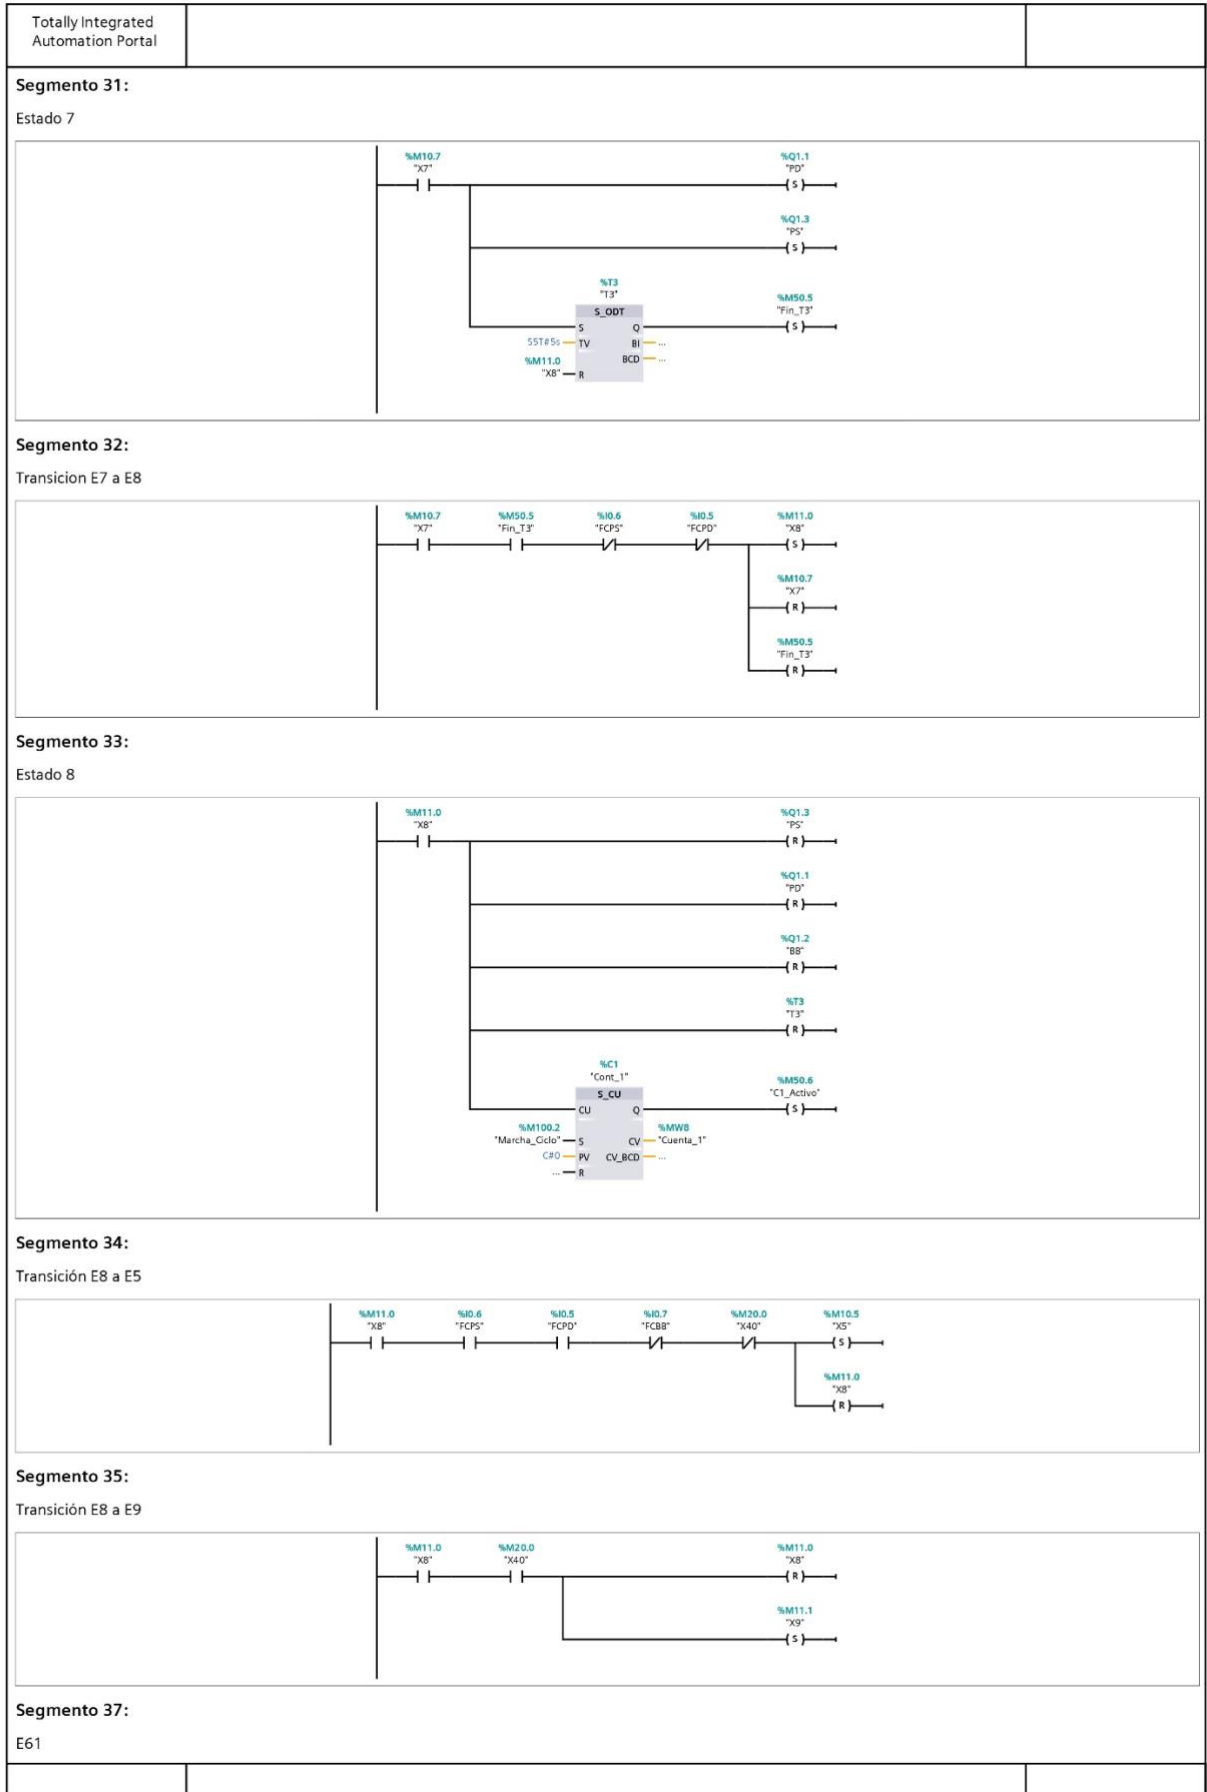 Totally Integrated
Automation Portal
Segmento 31:
Estado 7
%M10.7
"X7"
%Q1.1
"PD"
S
%Q1.3
"PS"
S
%T3
"T3"
S_ODT
%M50.5
"Fin_T3"
S
S Q
S5T#5s TV BI ...
BCD ...
%M11.0
"X8" R
Segmento 32:
Transicion E7 a E8
%M10.7 %M50.5 %I0.6 %I0.5 %M11.0
"X7" "Fin_T3" "FCPS" "FCPD" "X8"
S
%M10.7
"X7"
R
%M50.5
"Fin_T3"
R
Segmento 33:
Estado 8
%M11.0
"X8"
%Q1.3
"PS"
R
%Q1.1
"PD"
R
%Q1.2
"BB"
R
%T3
"T3"
R
%C1
"Cont_1"
S_CU
%M50.6
"C1_Activo"
S
CU Q
%M100.2 %MW8
"Marcha_Ciclo" S CV "Cuenta_1"
C#0 PV CV_BCD ...
... R
Segmento 34:
Transición E8 a E5
%M11.0 %I0.6 %I0.5 %I0.7 %M20.0 %M10.5
"X8" "FCPS" "FCPD" "FCBB" "X40" "X5"
S
%M11.0
"X8"
R
Segmento 35:
Transición E8 a E9
%M11.0 %M20.0 %M11.0
"X8" "X40" "X8"
R
%M11.1
"X9"
S
Segmento 37:
E61